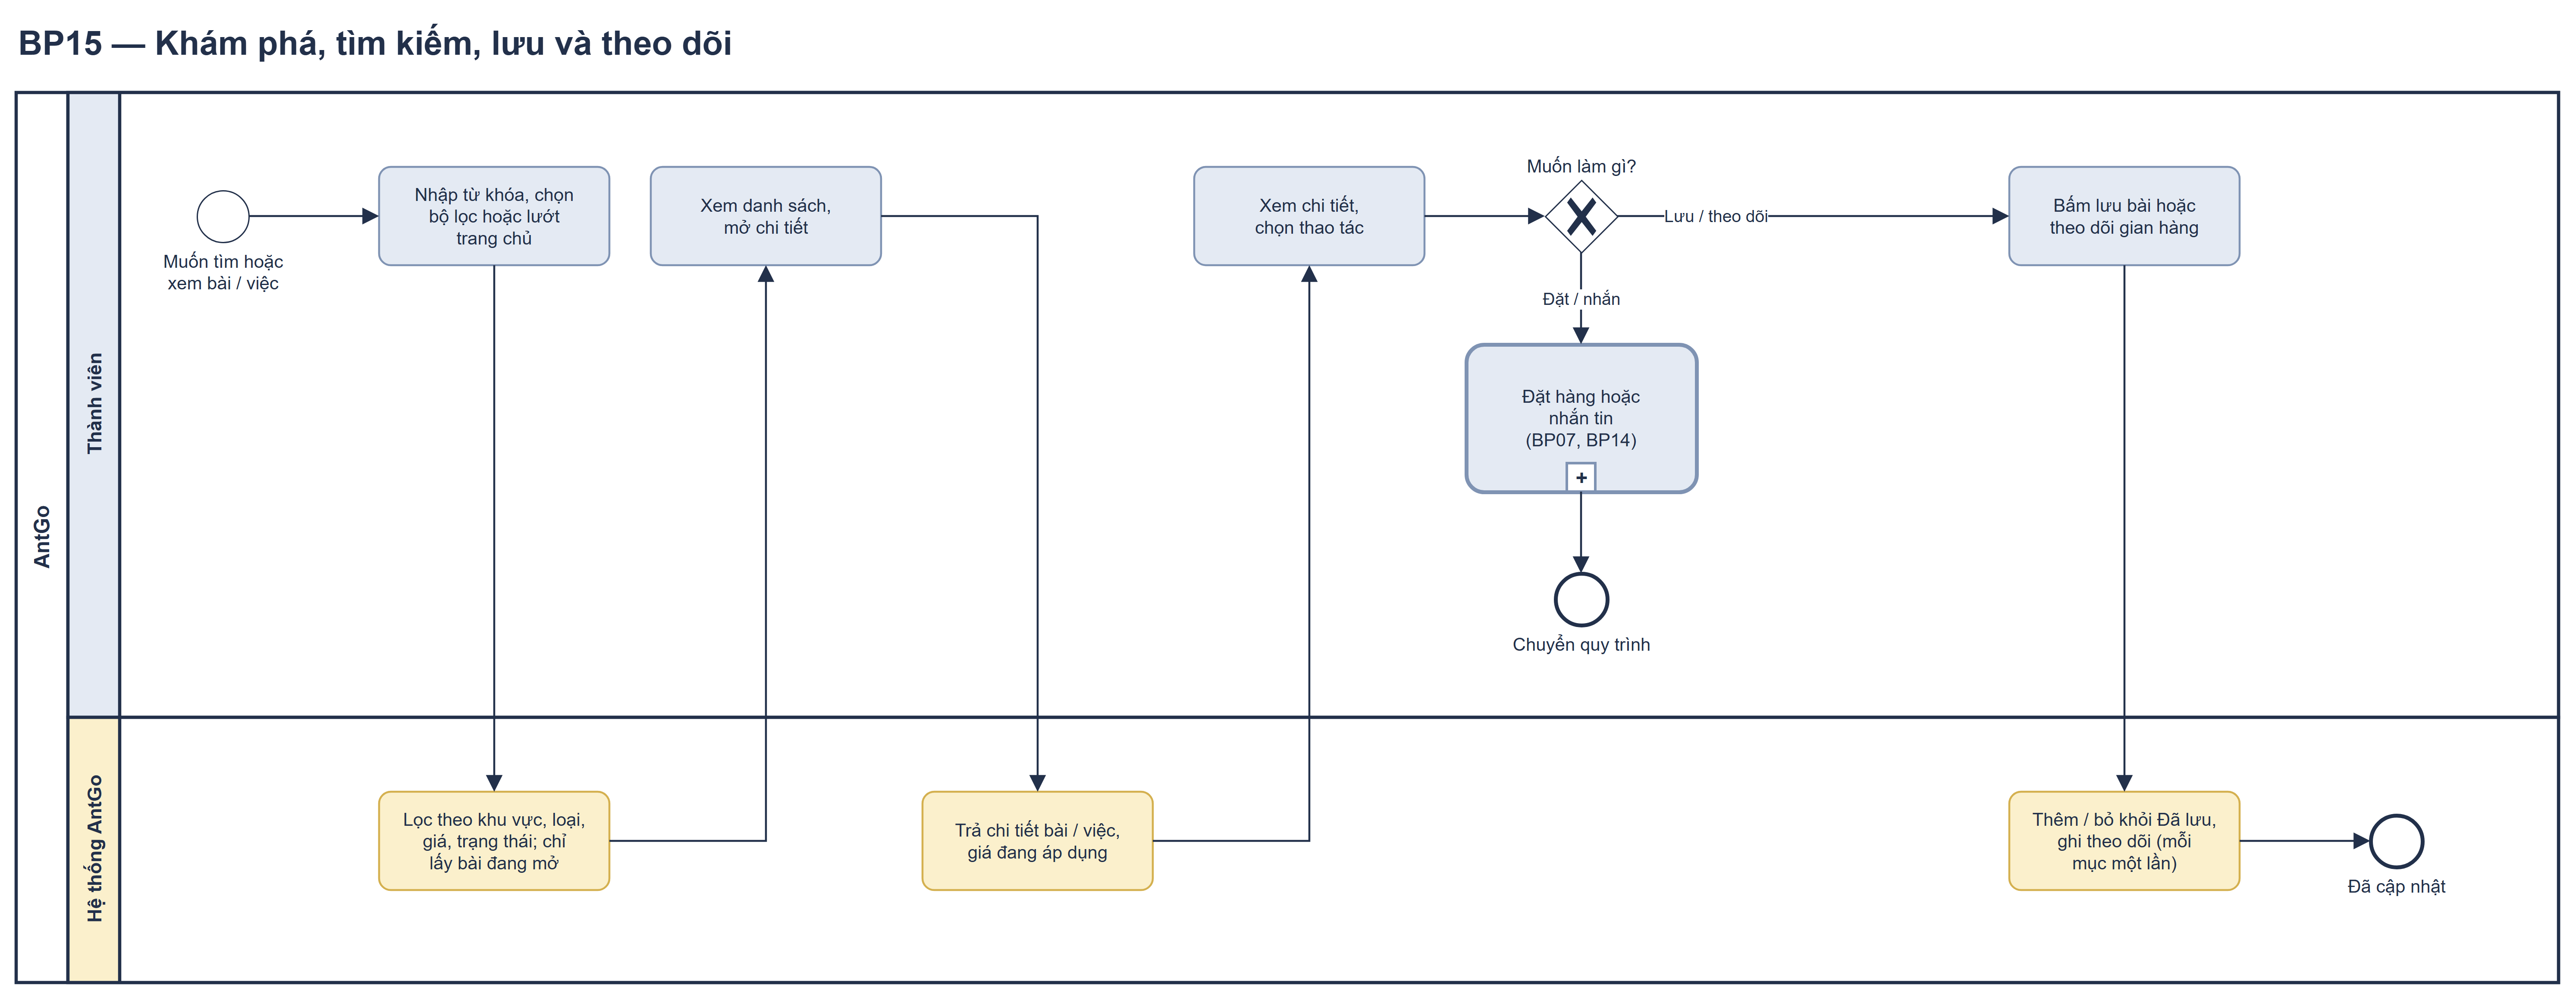 BP15 — Khám phá, tìm kiếm, lưu và theo dõi
AntGo
Thành viên
Muốn tìm hoặc
xem bài / việc
Nhập từ khóa, chọn
bộ lọc hoặc lướt
trang chủ
Xem danh sách,
mở chi tiết
Xem chi tiết,
chọn thao tác
Muốn làm gì?
Lưu / theo dõi
Bấm lưu bài hoặc
theo dõi gian hàng
Đặt / nhắn
Đặt hàng hoặc
nhắn tin
(BP07, BP14)
+
Chuyển quy trình
Hệ thống AntGo
Lọc theo khu vực, loại,
giá, trạng thái; chỉ
lấy bài đang mở
Trả chi tiết bài / việc,
giá đang áp dụng
Thêm / bỏ khỏi Đã lưu,
ghi theo dõi (mỗi
mục một lần)
Đã cập nhật